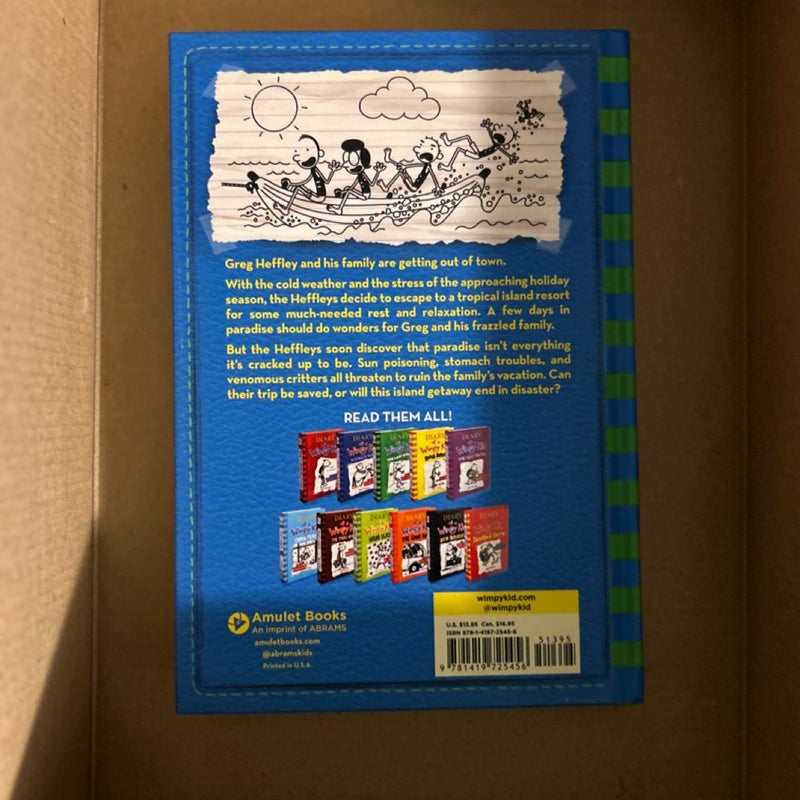 Greg Heffley and his family are getting out of town.
With the cold weather and the stress of the approaching holiday
season, the Heffleys decide to escape to a tropical island resort
for some much-needed rest and relaxation. A few days in
paradise should do wonders for Greg and his frazzled family.
But the Heffleys soon discover that paradise isn't everything
it's cracked up to be. Sun poisoning, stomach troubles, and
venomous critters all threaten to ruin the family's vacation. Can
their trip be saved, or will this island getaway end in disaster?
READ THEM ALL!
Amulet Books
An imprint of ABRAMS
amuletbooks.com
@abramskids
Printed in U.S.A.
wimpykid.com
@wimpykid
U.S. $13.95 Can. $16.95
ISBN 978-1-4197-2545-6
51395
9 781419 725456